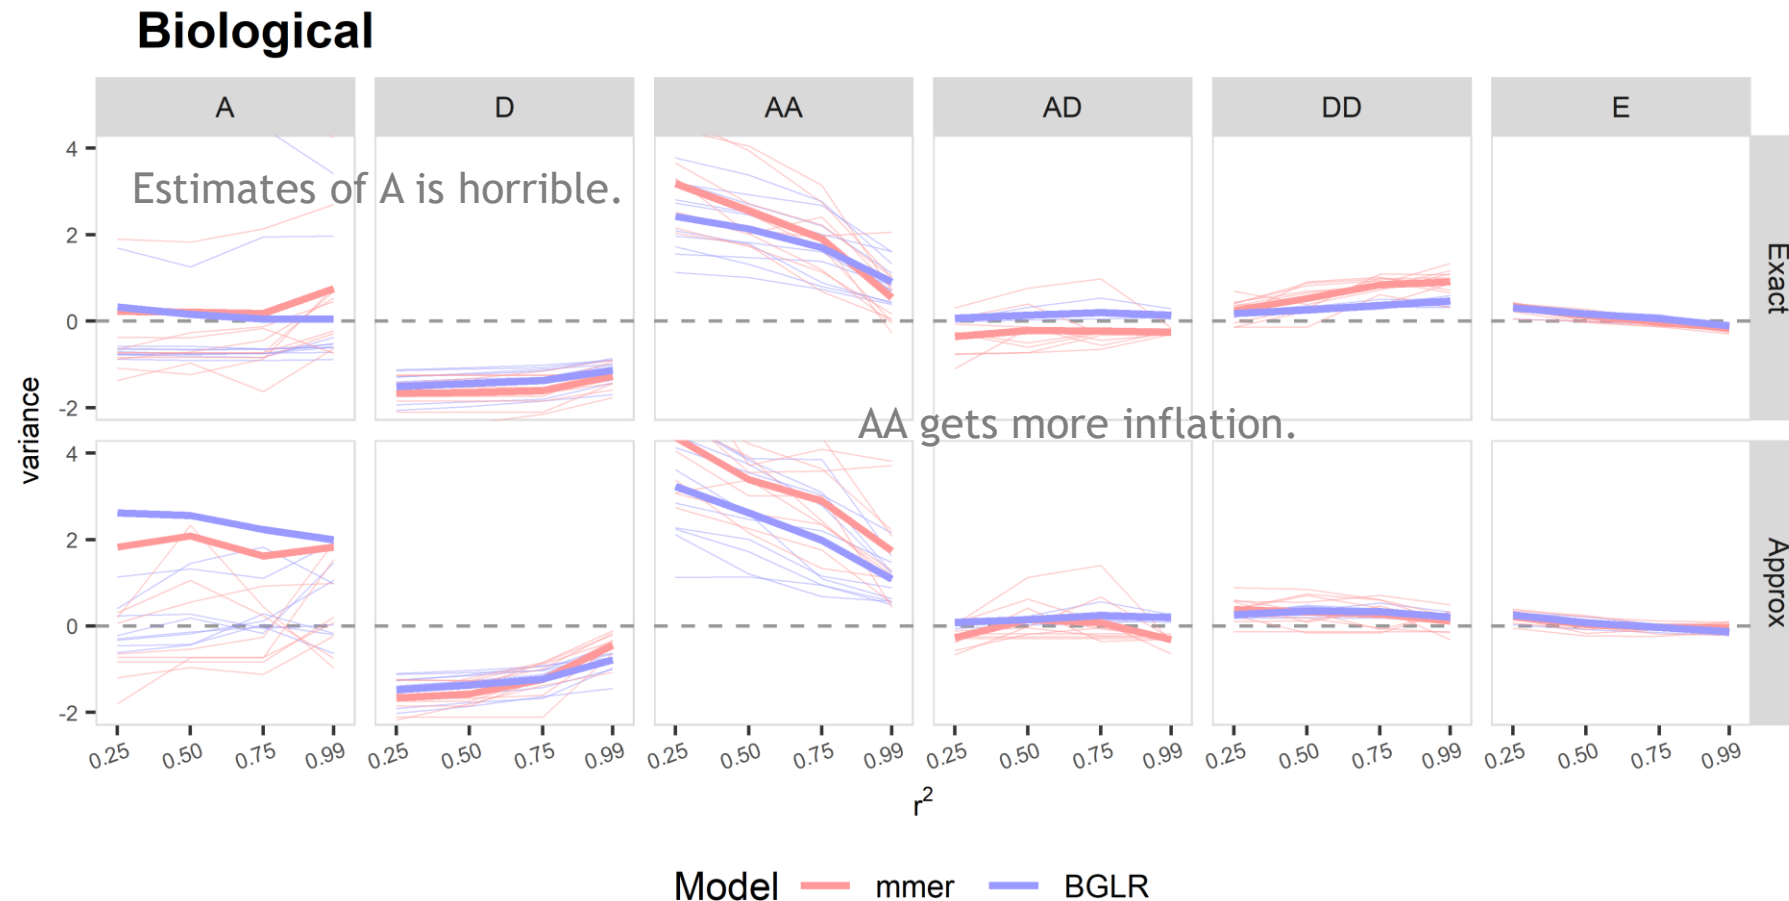 Biological
A D AA AD DD E
4
Estimates of A is horrible.
2
0
-2
Exact
AA gets more inflation.
variance
4
2
0
-2
Approx
0.25 0.50 0.75 0.99 0.25 0.50 0.75 0.99 0.25 0.50 0.75 0.99 0.25 0.50 0.75 0.99 0.25 0.50 0.75 0.99 0.25 0.50 0.75 0.99
r²
Model mmer BGLR